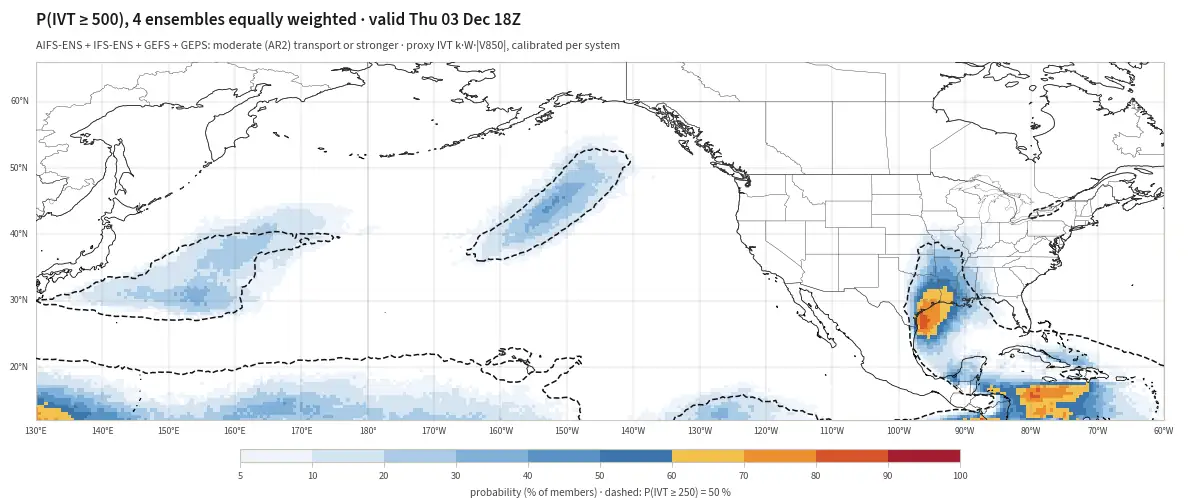 P(IVT ≥ 500), 4 ensembles equally weighted · valid Thu 03 Dec 18Z
AIFS-ENS + IFS-ENS + GEFS + GEPS: moderate (AR2) transport or stronger · proxy IVT k·W·|V850|, calibrated per system
60°N
50°N
40°N
30°N
20°N
130°E 140°E 150°E 160°E 170°E 180° 170°W 160°W 150°W 140°W 130°W 120°W 110°W 100°W 90°W 80°W 70°W 60°W
5 10 20 30 40 50 60 70 80 90 100
probability (% of members) · dashed: P(IVT ≥ 250) = 50 %